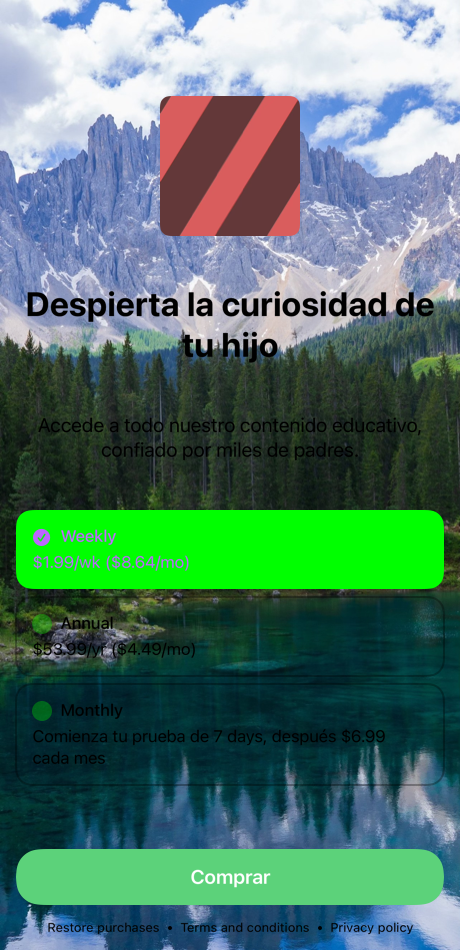 Despierta la curiosidad de
tu hijo
Accede a todo nuestro contenido educativo,
confiado por miles de padres.
Weekly
$1.99/wk ($8.64/mo)
Annual
$53.99/yr ($4.49/mo)
Monthly
Comienza tu prueba de 7 days, después $6.99
cada mes
Comprar
Restore purchases • Terms and conditions • Privacy policy